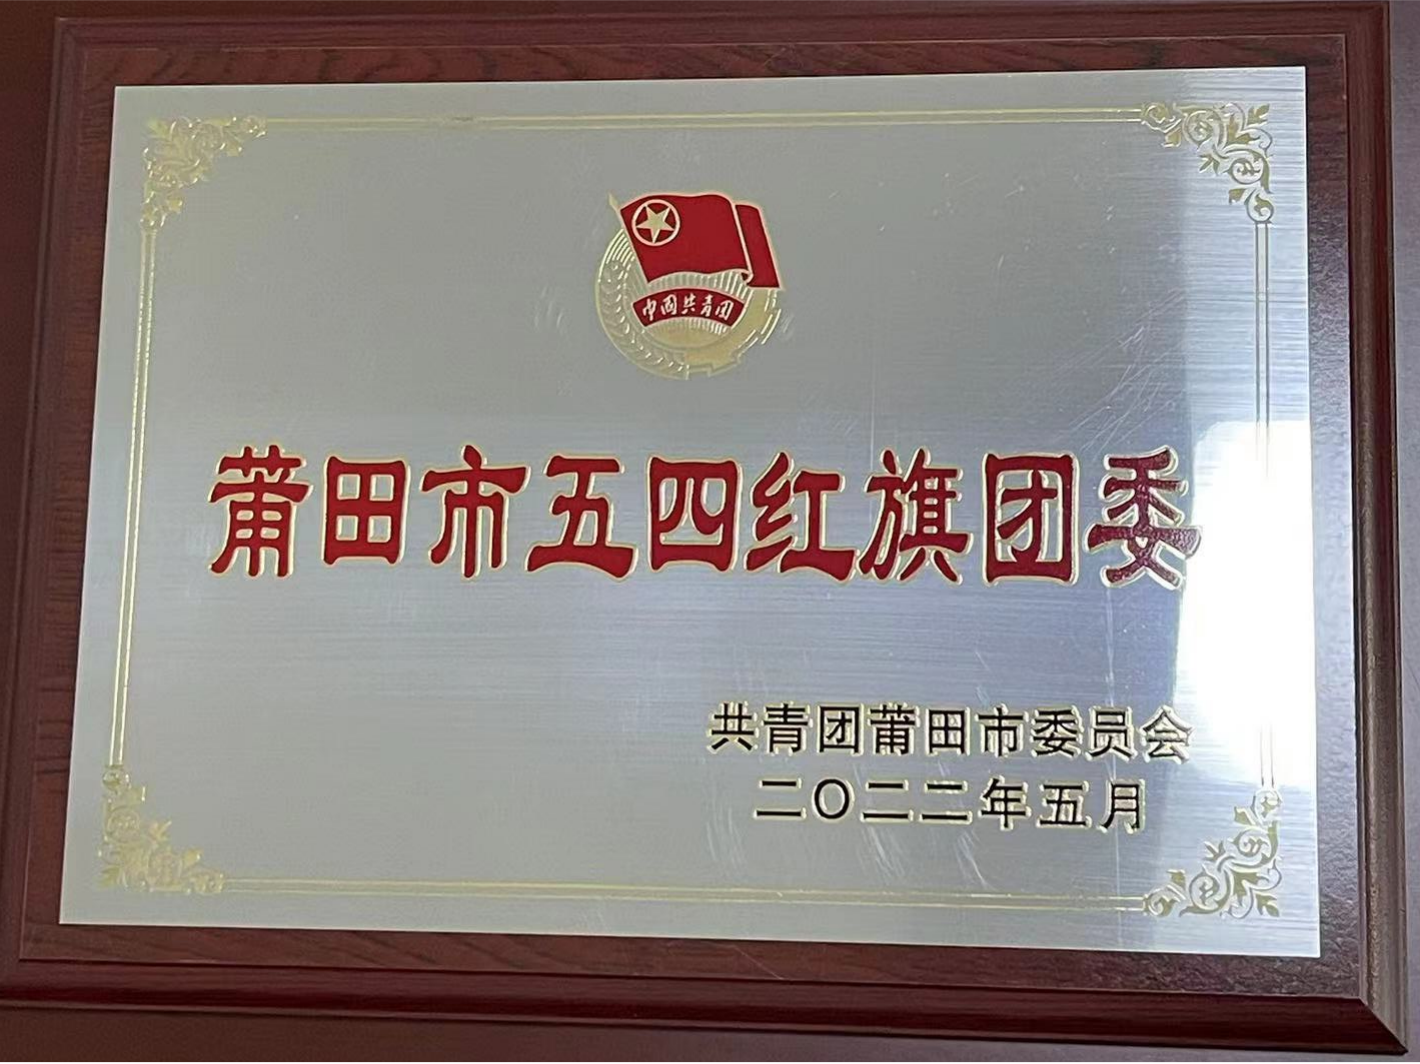 中国共青团
莆田市五四红旗团委
共青团莆田市委员会
二〇二二年五月